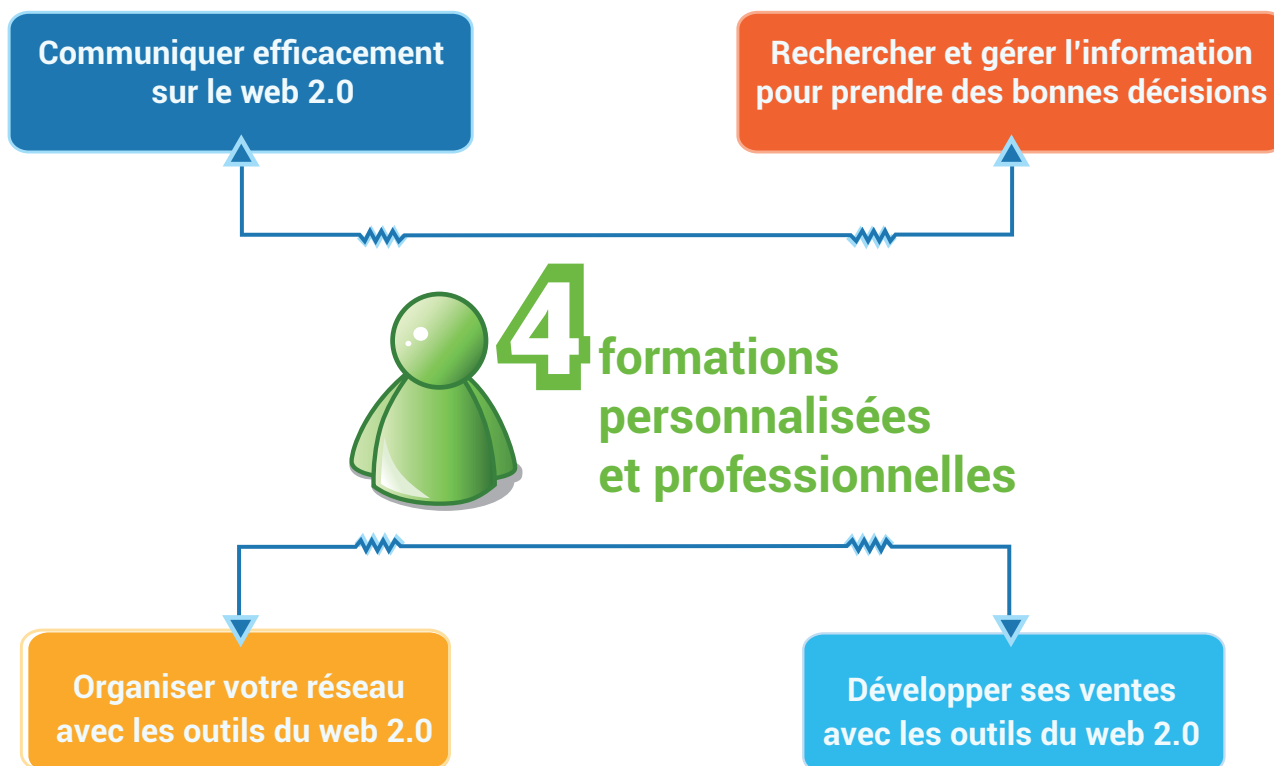 Communiquer efficacement
sur le web 2.0
Rechercher et gérer l'information
pour prendre des bonnes décisions
4 formations
personnalisées
et professionnelles
Organiser votre réseau
avec les outils du web 2.0
Développer ses ventes
avec les outils du web 2.0